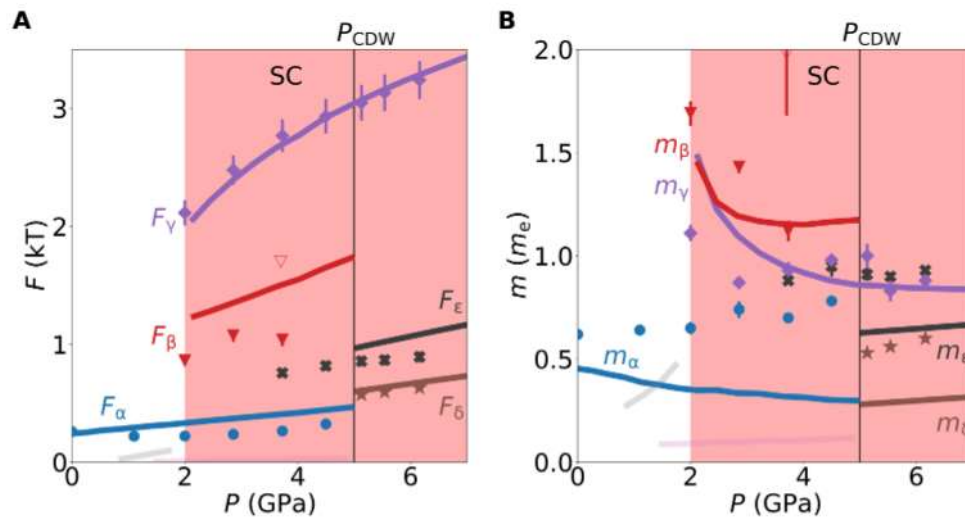 A
B
P_CDW
P_CDW
SC
SC
3
2
1
0
F (kT)
F_γ
F_β
F_α
F_ε
F_δ
0
2
4
6
P (GPa)
2.0
1.5
1.0
0.5
0.0
m (m_e)
m_β
m_γ
m_α
m_ε
m_δ
0
2
4
6
P (GPa)